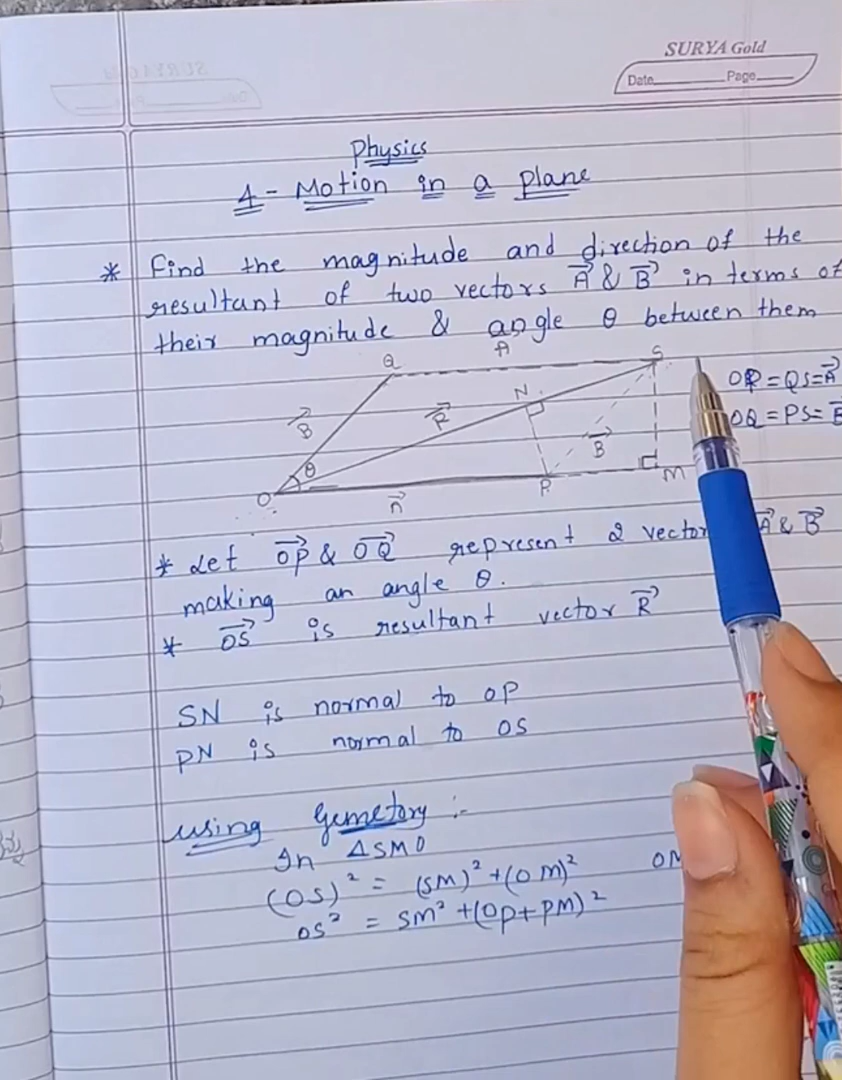 SURYA Gold
Date Page
Physics
4 - Motion in a plane
* Find the magnitude and direction of the
resultant of two vectors A⃗ & B⃗ in terms of
their magnitude & angle θ between them
Q A S
OP = QS = A⃗
N
B⃗ R⃗ OQ = PS = B
θ B⃗
O P M
* Let OP⃗ & OQ⃗ represent 2 vector A⃗ & B⃗
making an angle θ.
* OS⃗ is resultant vector R⃗
SN is normal to OP
PN is normal to OS
using Gemetory :-
In ΔSMO
(OS)² = (SM)² + (OM)² OM
OS² = SM² + (OP + PM)²